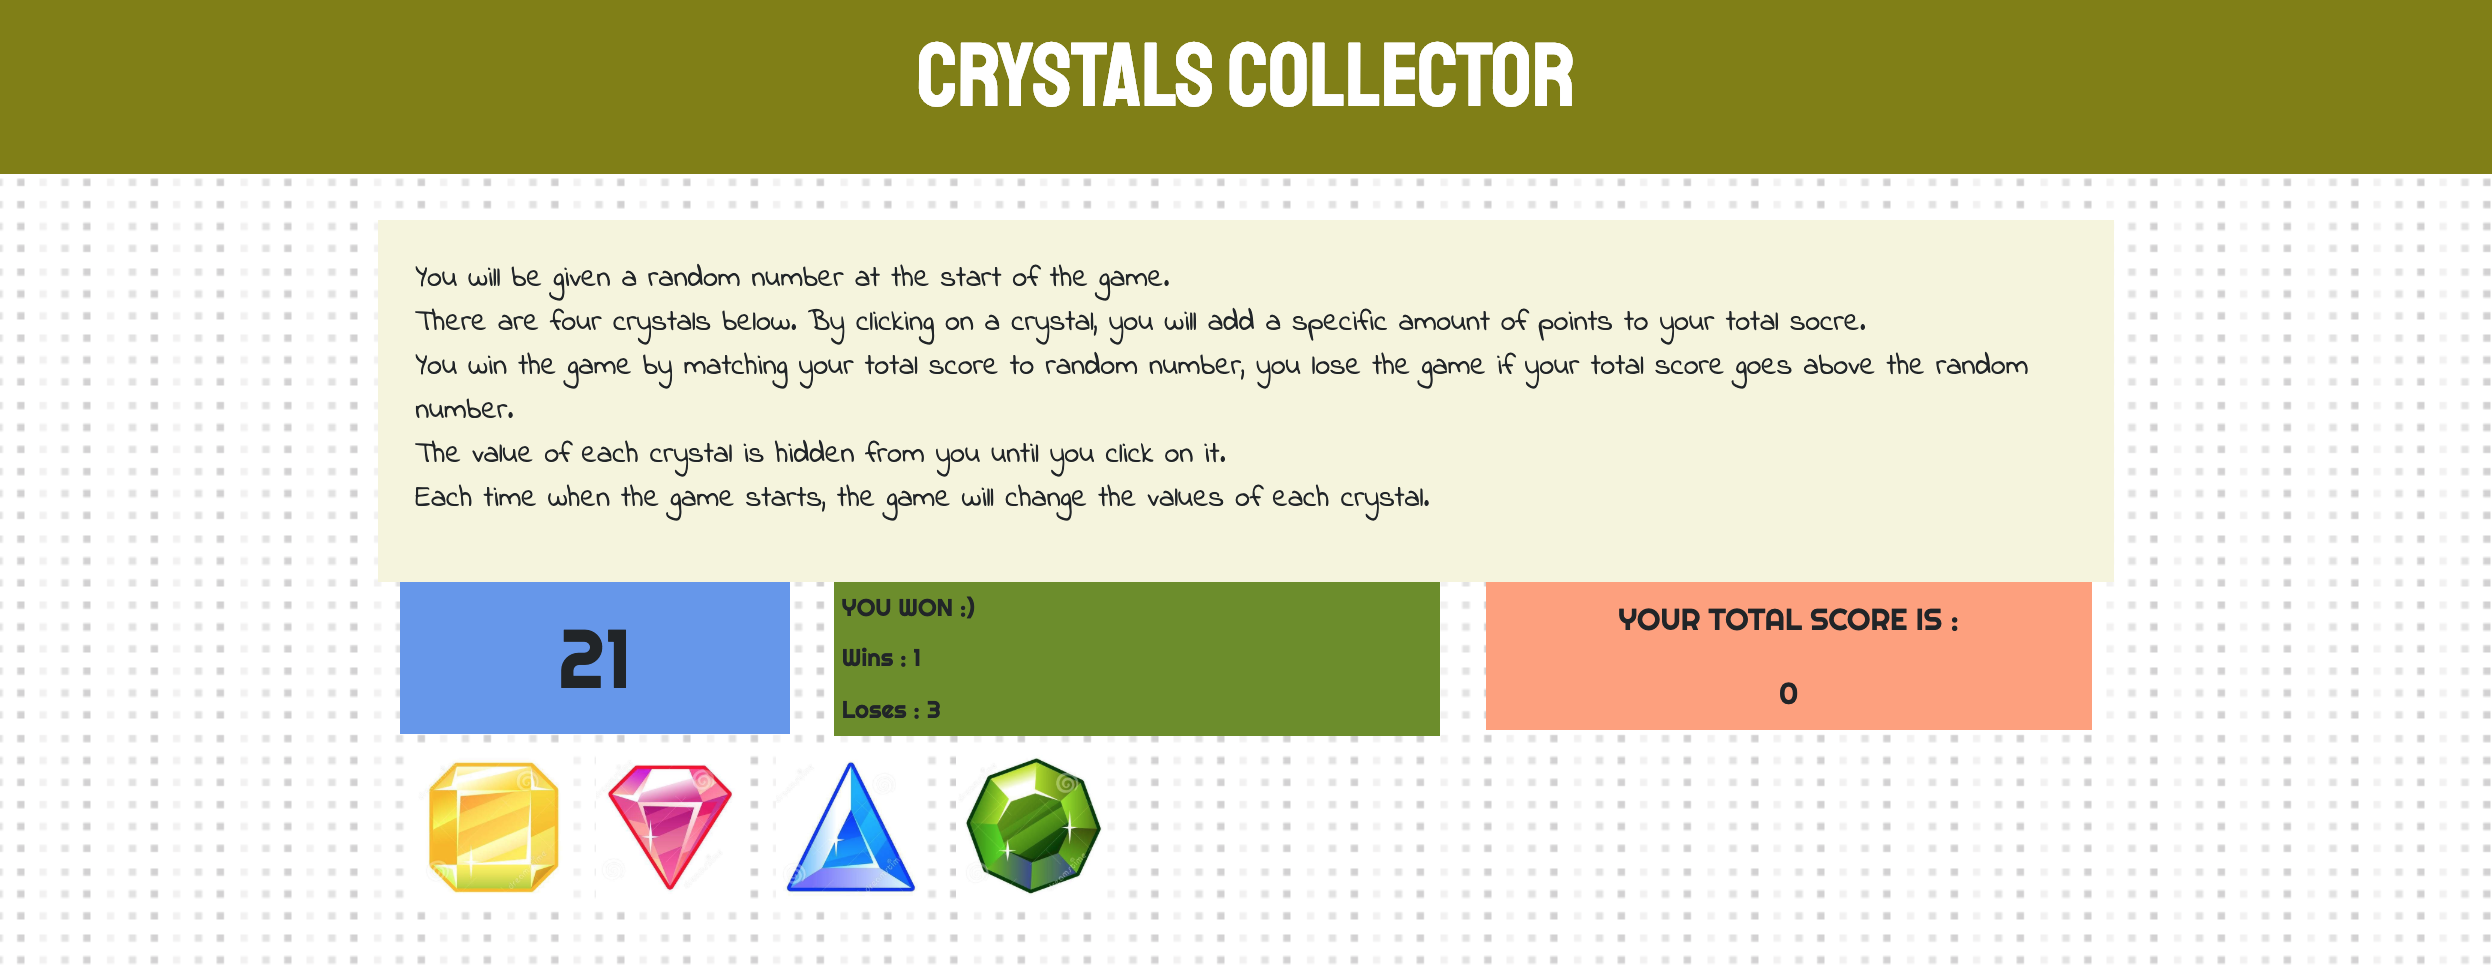 CRYSTALS COLLECTOR
You will be given a random number at the start of the game.
There are four crystals below. By clicking on a crystal, you will add a specific amount of points to your total socre.
You win the game by matching your total score to random number, you lose the game if your total score goes above the random
number.
The value of each crystal is hidden from you until you click on it.
Each time when the game starts, the game will change the values of each crystal.
21
YOU WON :)
Wins : 1
Loses : 3
YOUR TOTAL SCORE IS :
0